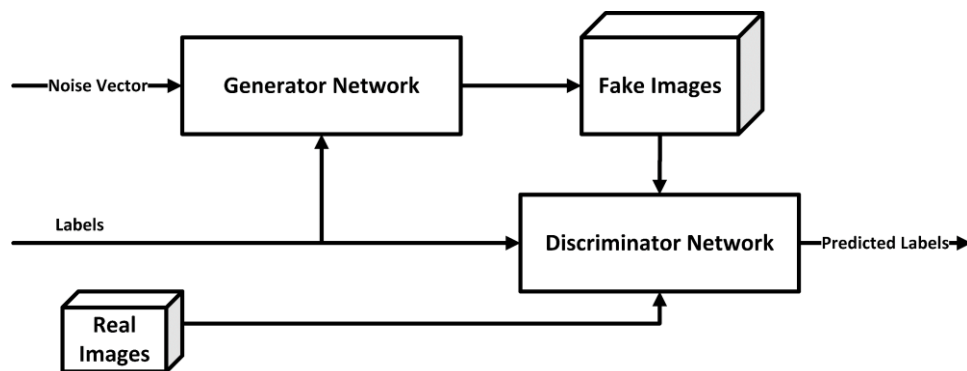 Noise Vector
Generator Network
Fake Images
Labels
Discriminator Network
Predicted Labels
Real
Images